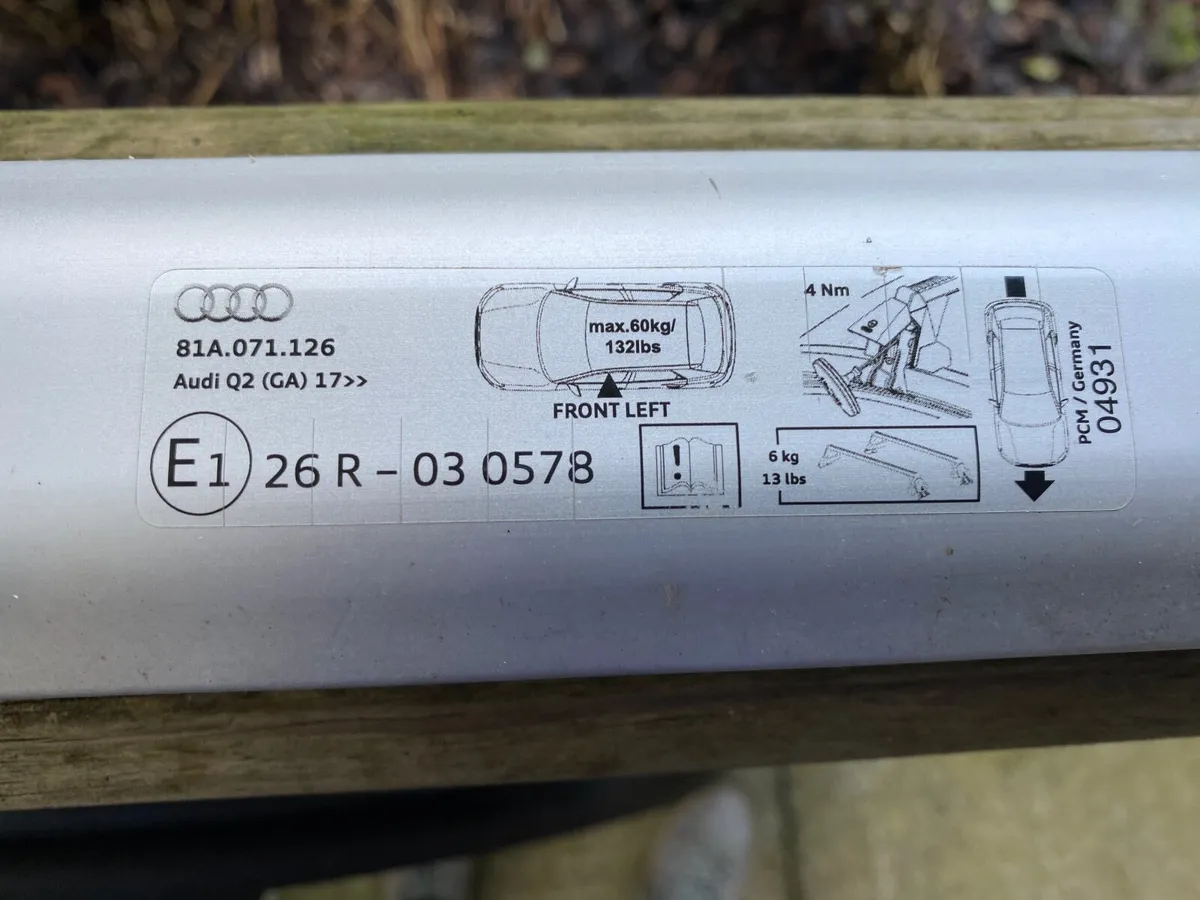 81A.071.126
Audi Q2 (GA) 17>>
E1 26 R - 03 0578
max.60kg/
132lbs
FRONT LEFT
!
4 Nm
6 kg
13 lbs
PCM / Germany
04931